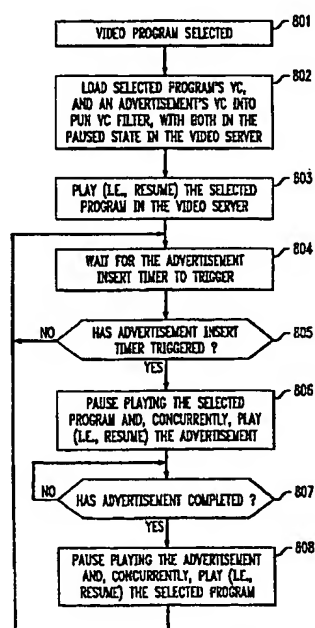 801
VIDEO PROGRAM SELECTED
802
LOAD SELECTED PROGRAM'S VC,
AND AN ADVERTISEMENT'S VC INTO
PUN VC FILTER, WITH BOTH IN THE
PAUSED STATE IN THE VIDEO SERVER
803
PLAY (I.E., RESUME) THE SELECTED
PROGRAM IN THE VIDEO SERVER
804
WAIT FOR THE ADVERTISEMENT
INSERT TIMER TO TRIGGER
805
NO
HAS ADVERTISEMENT INSERT
TIMER TRIGGERED ?
YES
806
PAUSE PLAYING THE SELECTED
PROGRAM AND, CONCURRENTLY, PLAY
(I.E., RESUME) THE ADVERTISEMENT
807
NO
HAS ADVERTISEMENT COMPLETED ?
YES
808
PAUSE PLAYING THE ADVERTISEMENT
AND, CONCURRENTLY, PLAY (I.E.,
RESUME) THE SELECTED PROGRAM